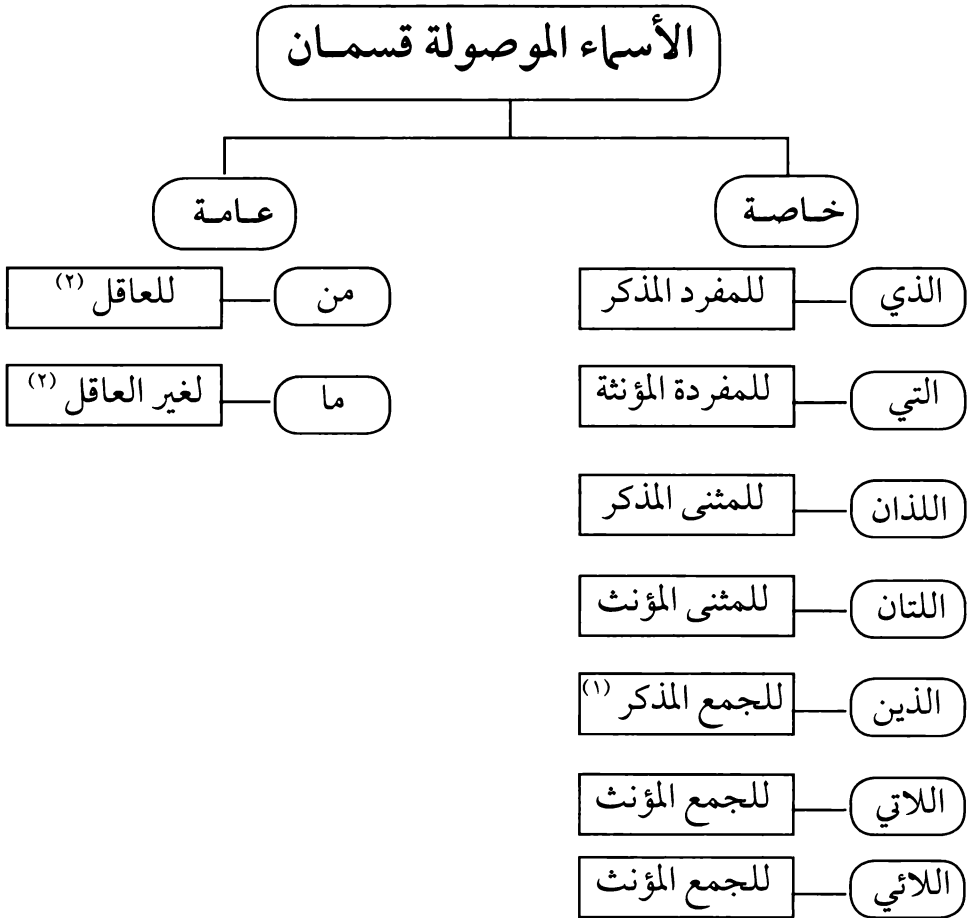 الأسماء الموصولة قسمان
خاصة
عامة
الذي
للمفرد المذكر
من
للعاقل (٢)
التي
للمفردة المؤنثة
ما
لغير العاقل (٢)
اللذان
للمثنى المذكر
اللتان
للمثنى المؤنث
الذين
للجمع المذكر (١)
اللاتي
للجمع المؤنث
اللائي
للجمع المؤنث